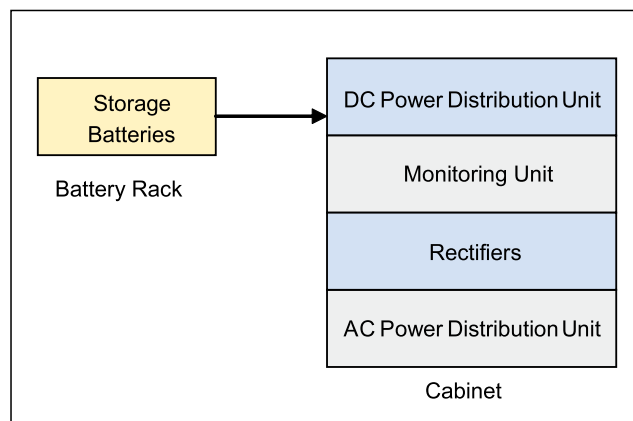 Storage
Batteries
Battery Rack
DC Power Distribution Unit
Monitoring Unit
Rectifiers
AC Power Distribution Unit
Cabinet